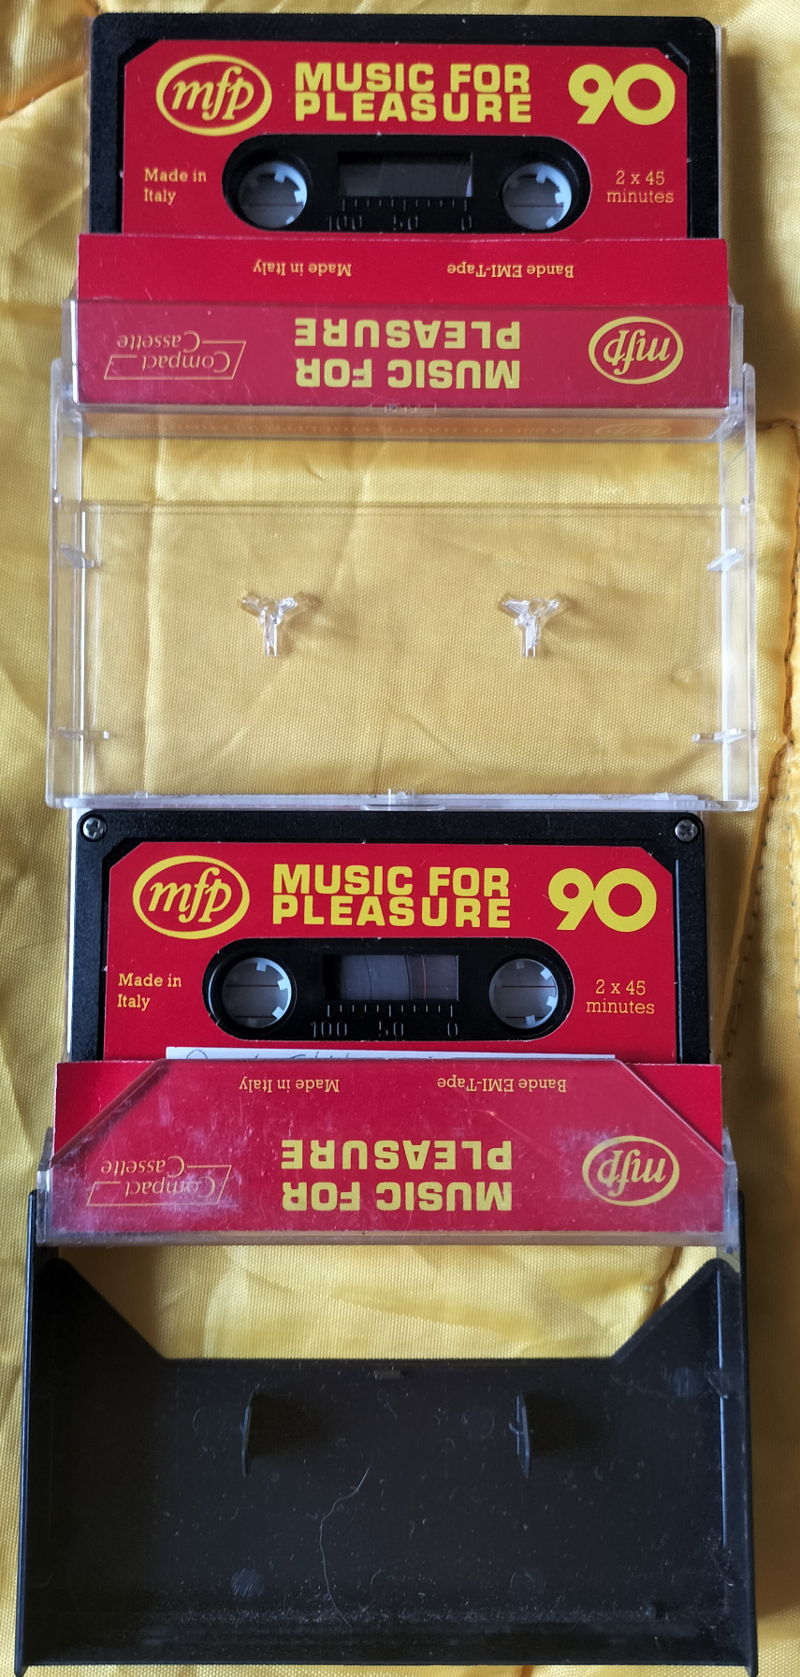 mfp
MUSIC FOR
PLEASURE
90
Made in
Italy
2 x 45
minutes
100 50 0
Made in Italy
Bande EMI-Tape
mfp
MUSIC FOR
PLEASURE
Compact
Cassette
mfp
MUSIC FOR
PLEASURE
90
Made in
Italy
2 x 45
minutes
100 50 0
Made in Italy
Bande EMI-Tape
mfp
MUSIC FOR
PLEASURE
Compact
Cassette